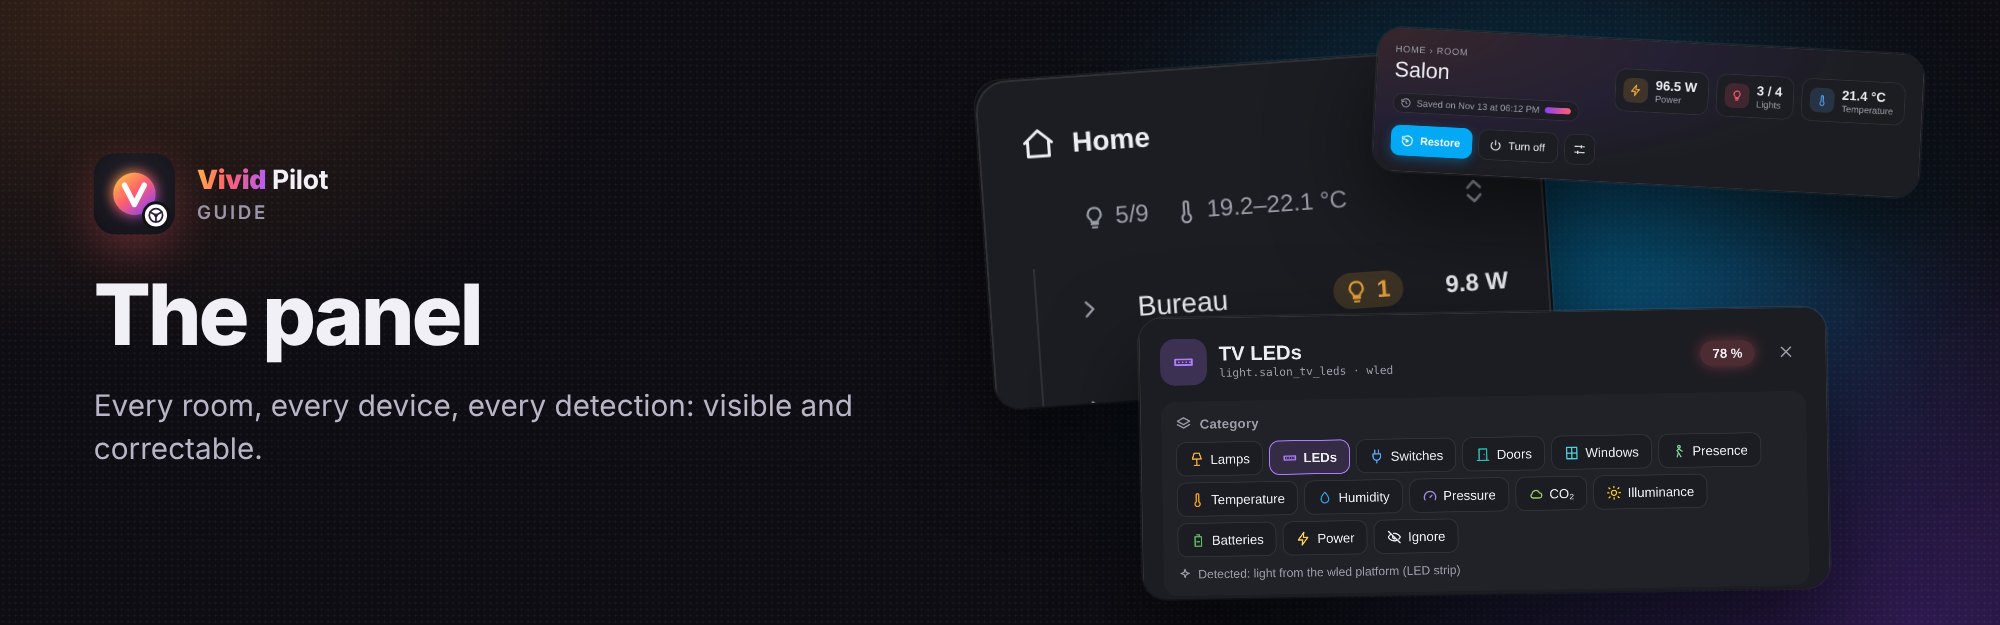 Vivid Pilot
GUIDE
The panel
Every room, every device, every detection: visible and
correctable.
Home
5/9 19.2–22.1 °C
Bureau 1 9.8 W
HOME › ROOM
Salon
Saved on Nov 13 at 06:12 PM
Restore Turn off
96.5 W
Power
3 / 4
Lights
21.4 °C
Temperature
TV LEDs
light.salon_tv_leds · wled
78 %
Category
Lamps LEDs Switches Doors Windows Presence
Temperature Humidity Pressure CO₂ Illuminance
Batteries Power Ignore
Detected: light from the wled platform (LED strip)